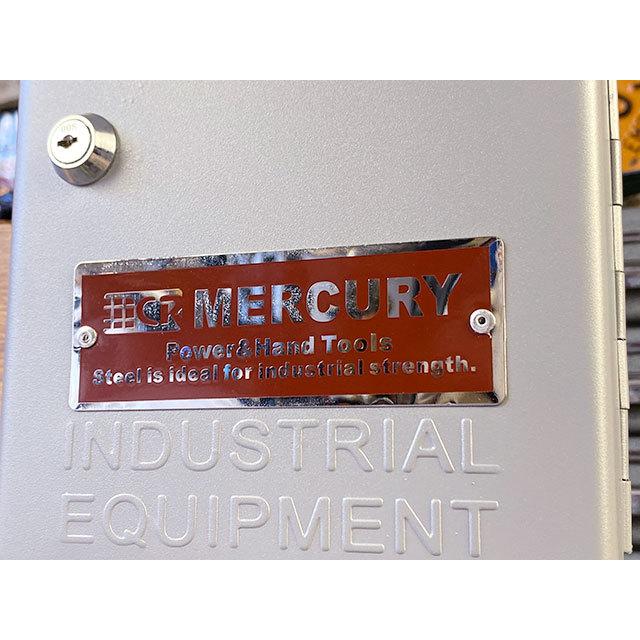 MERCURY
Power&Hand Tools
Steel is ideal for industrial strength.
INDUSTRIAL
EQUIPMENT